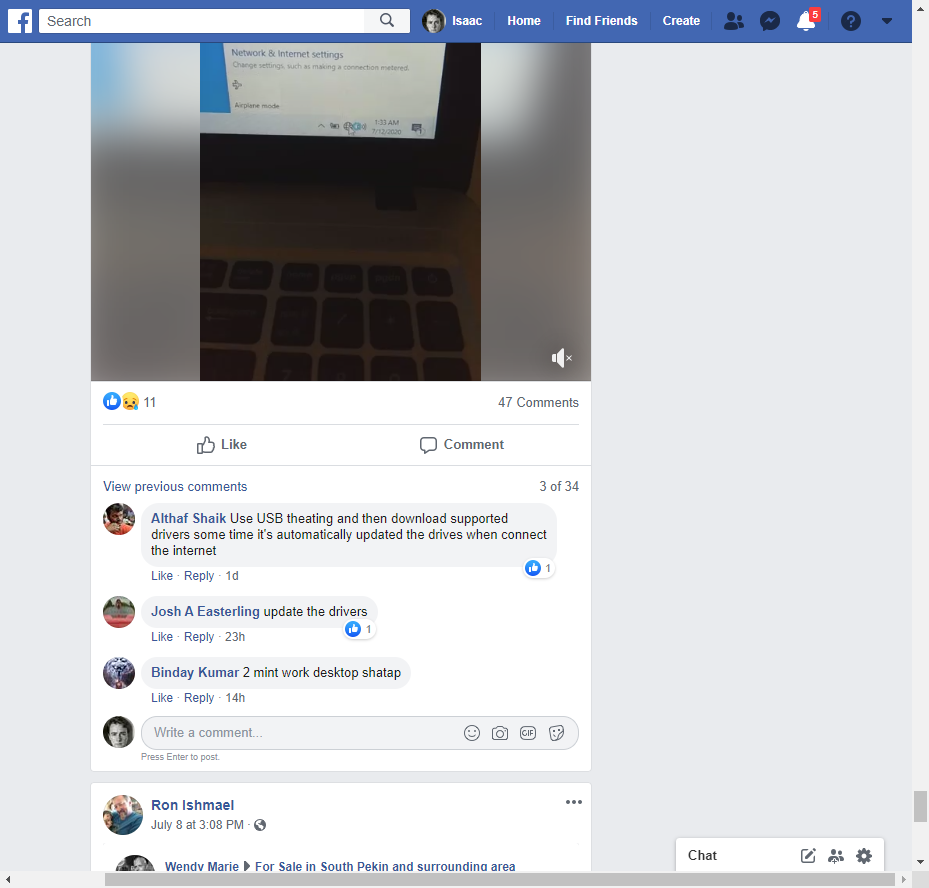 Search
Isaac
Home
Find Friends
Create
5
Network & Internet settings
Change settings, such as making a connection metered.
Airplane mode
1:33 AM
7/12/2020
11
47 Comments
Like
Comment
View previous comments
3 of 34
Althaf Shaik Use USB theating and then download supported
drivers some time it's automatically updated the drives when connect
the internet
1
Like · Reply · 1d
Josh A Easterling update the drivers
1
Like · Reply · 23h
Binday Kumar 2 mint work desktop shatap
Like · Reply · 14h
Write a comment...
GIF
Press Enter to post.
Ron Ishmael
July 8 at 3:08 PM ·
Wendy Marie For Sale in South Pekin and surrounding area
Chat